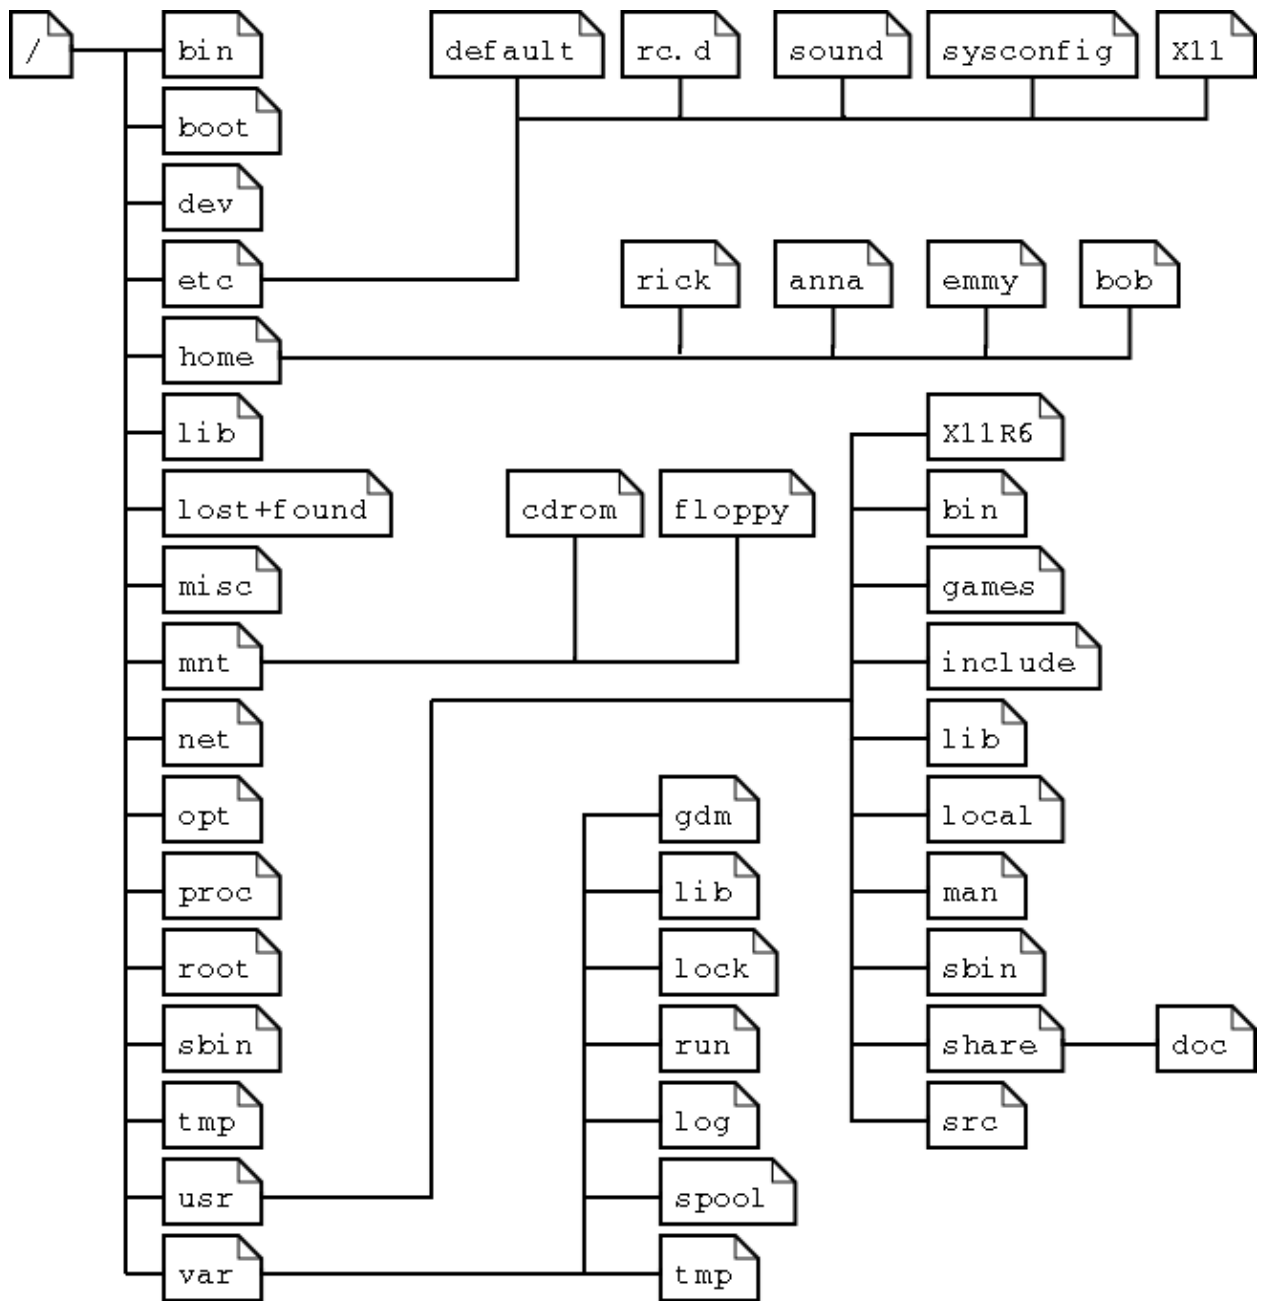 / bin default rc.d sound sysconfig X11
boot
dev
etc rick anna emmy bob
home
lib X11R6
lost+found cdrom floppy bin
misc games
mnt include
net lib
opt gdm local
proc lib man
root lock sbin
sbin run share doc
tmp log src
usr spool
var tmp